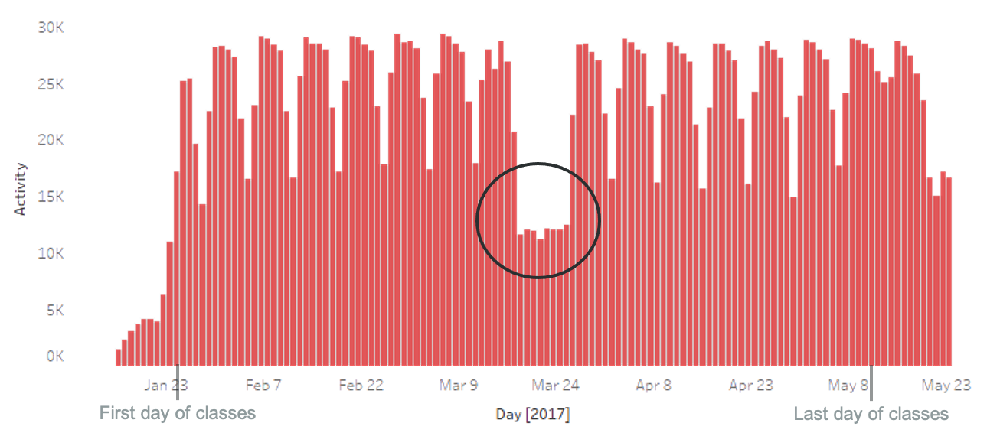 30K
25K
20K
15K
10K
5K
0K
Activity
Jan 23 Feb 7 Feb 22 Mar 9 Mar 24 Apr 8 Apr 23 May 8 May 23
First day of classes Last day of classes
Day [2017]